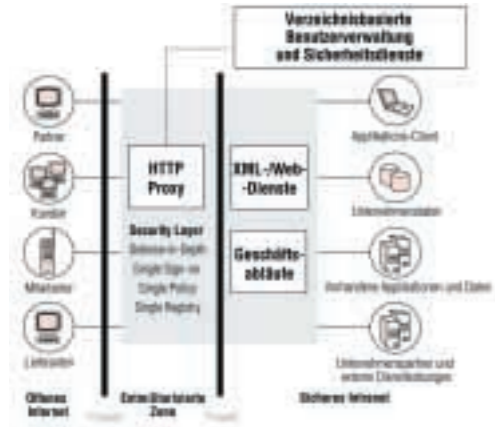 Verzeichnisbasierte
Benutzerverwaltung
und Sicherheitsdienste
Partner
Kunden
Mitarbeiter
Lieferanten
HTTP
Proxy
Security Layer
Defence-in-Depth
Single Sign-on
Single Policy
Single Registry
XML-/Web-
-Dienste
Geschäfts-
abläufe
Applikations-Client
Unternehmensdaten
Vorhandene Applikationen und Daten
Unternehmenspartner und
externe Dienstleistungen
Offenes
Internet
Entmilitarisierte
Zone
Sicheres Intranet